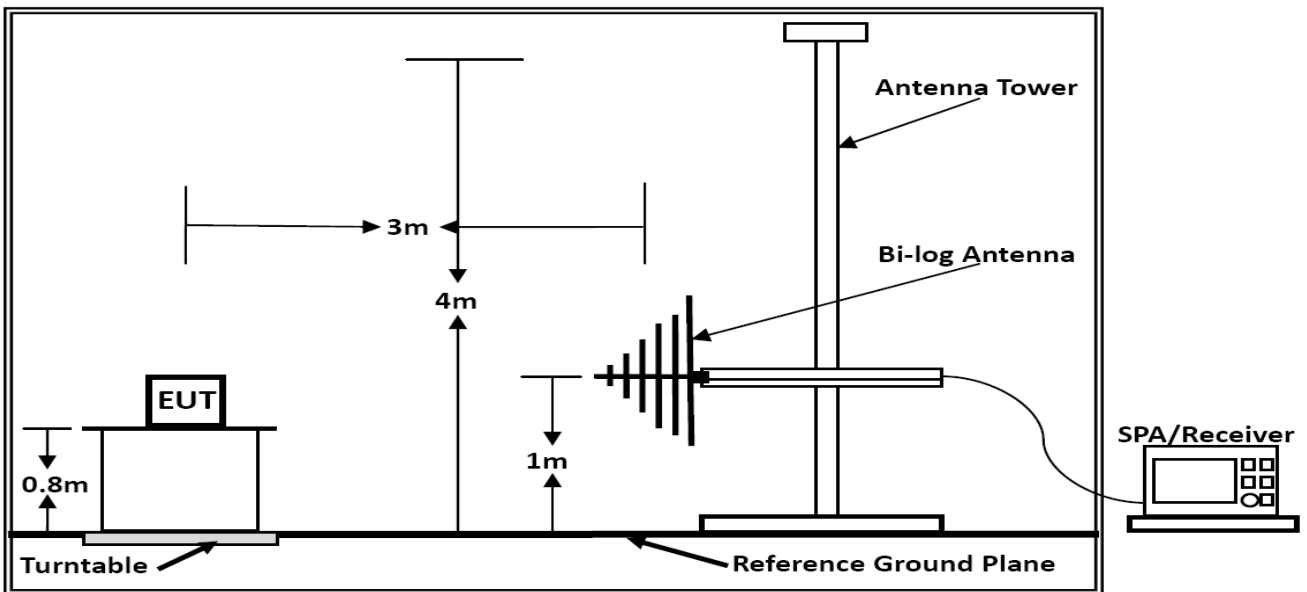 Antenna Tower
3m
Bi-log Antenna
4m
EUT
SPA/Receiver
1m
0.8m
Turntable
Reference Ground Plane